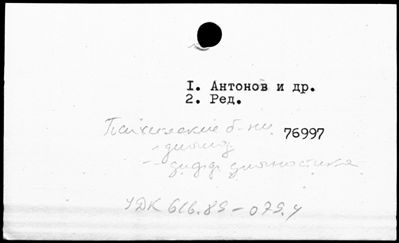 I. Антонов и др.
2. Ред.
Психические б-ни 76997
- диагноз
- дифф. диагностика
УДК 616.89-079.4